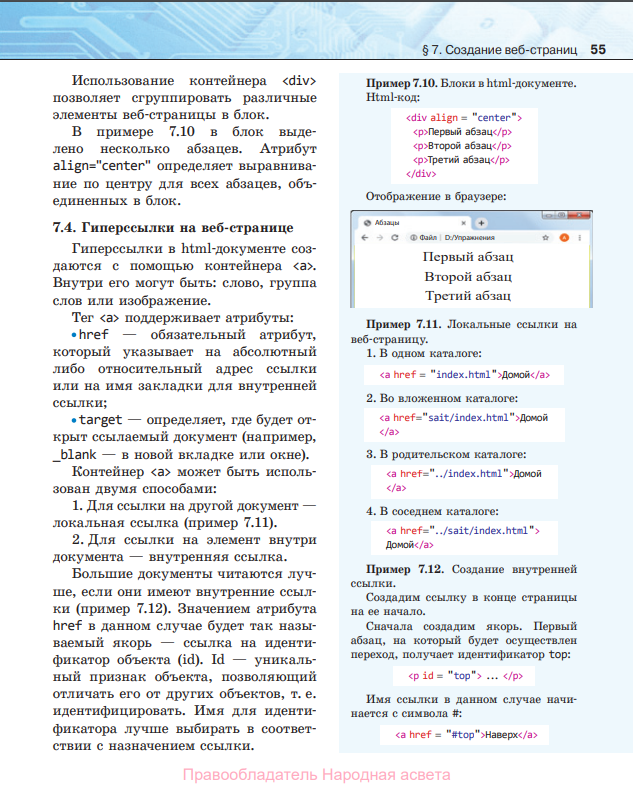 § 7. Создание веб-страниц 55
Использование контейнера <div>
позволяет сгруппировать различные
элементы веб-страницы в блок.
В примере 7.10 в блок выде-
лено несколько абзацев. Атрибут
align="center" определяет выравнива-
ние по центру для всех абзацев, объ-
единенных в блок.
7.4. Гиперссылки на веб-странице
Гиперссылки в html-документе соз-
даются с помощью контейнера <a>.
Внутри его могут быть: слово, группа
слов или изображение.
Тег <a> поддерживает атрибуты:
• href — обязательный атрибут,
который указывает на абсолютный
либо относительный адрес ссылки
или на имя закладки для внутренней
ссылки;
• target — определяет, где будет от-
крыт ссылаемый документ (например,
_blank — в новой вкладке или окне).
Контейнер <a> может быть исполь-
зован двумя способами:
1. Для ссылки на другой документ —
локальная ссылка (пример 7.11).
2. Для ссылки на элемент внутри
документа — внутренняя ссылка.
Большие документы читаются луч-
ше, если они имеют внутренние ссыл-
ки (пример 7.12). Значением атрибута
href в данном случае будет так назы-
ваемый якорь — ссылка на иденти-
фикатор объекта (id). Id — уникаль-
ный признак объекта, позволяющий
отличать его от других объектов, т. е.
идентифицировать. Имя для иденти-
фикатора лучше выбирать в соответ-
ствии с назначением ссылки.
Пример 7.10. Блоки в html-документе.
Html-код:
<div align = "center">
<p>Первый абзац</p>
<p>Второй абзац</p>
<p>Третий абзац</p>
</div>
Отображение в браузере:
Абзацы
Файл | D:/Упражнения
Первый абзац
Второй абзац
Третий абзац
Пример 7.11. Локальные ссылки на
веб-страницу.
1. В одном каталоге:
<a href = "index.html">Домой</a>
2. Во вложенном каталоге:
<a href="sait/index.html">Домой
</a>
3. В родительском каталоге:
<a href="../index.html">Домой
</a>
4. В соседнем каталоге:
<a href="../sait/index.html">
Домой</a>
Пример 7.12. Создание внутренней
ссылки.
Создадим ссылку в конце страницы
на ее начало.
Сначала создадим якорь. Первый
абзац, на который будет осуществлен
переход, получает идентификатор top:
<p id = "top"> ... </p>
Имя ссылки в данном случае начи-
нается с символа #:
<a href = "#top">Наверх</a>
Правообладатель Народная асвета